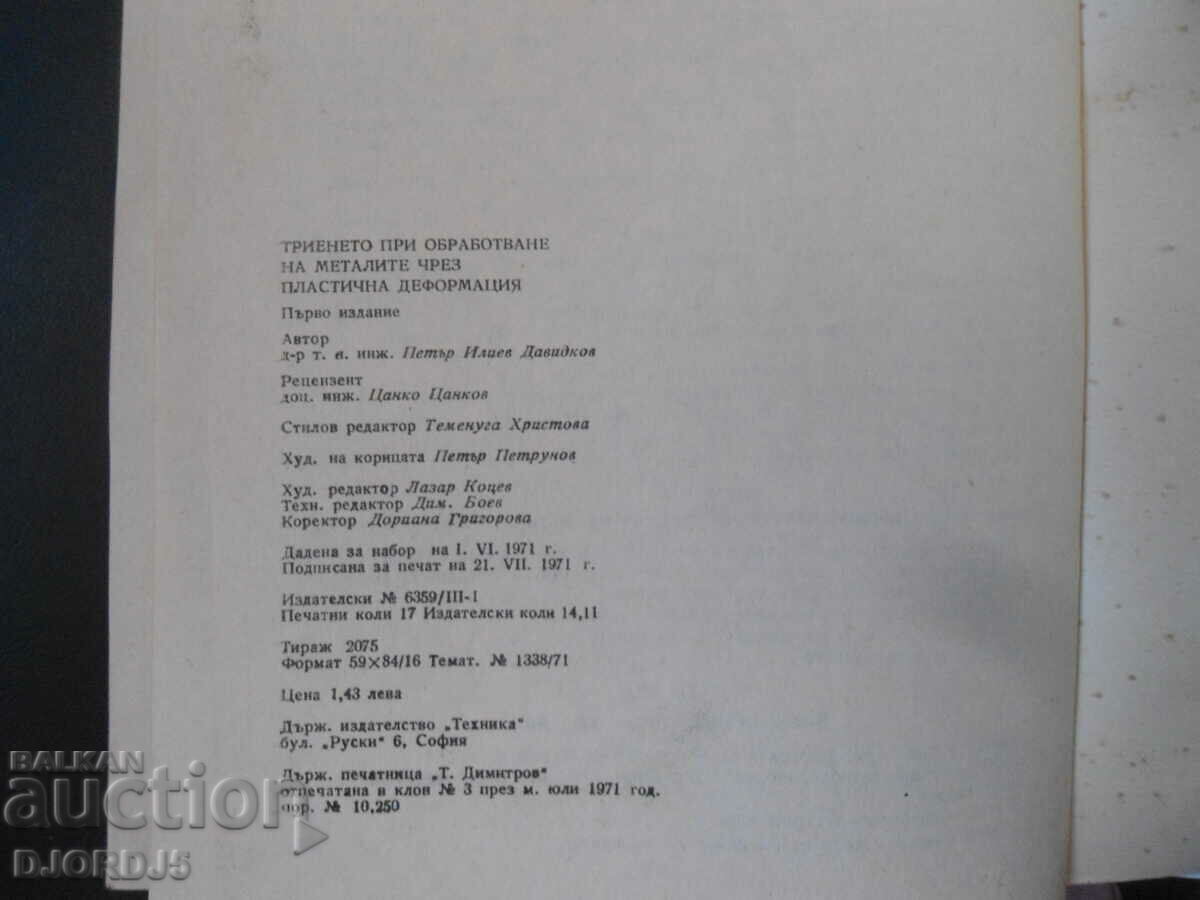 ТРИЕНЕТО ПРИ ОБРАБОТВАНЕ
НА МЕТАЛИТЕ ЧРЕЗ
ПЛАСТИЧНА ДЕФОРМАЦИЯ
Първо издание
Автор
д-р т. н. инж. Петър Илиев Давидков
Рецензент
доц. инж. Цанко Цанков
Стилов редактор Теменуга Христова
Худ. на корицата Петър Петрунов
Худ. редактор Лазар Коцев
Техн. редактор Дим. Боев
Коректор Дориана Григорова
Дадена за набор на 1. VI. 1971 г.
Подписана за печат на 21. VII. 1971 г.
Издателски № 6359/III-1
Печатни коли 17 Издателски коли 14,11
Тираж 2075
Формат 59×84/16 Темат. № 1338/71
Цена 1,43 лева
Държ. издателство „Техника“
бул. „Руски“ 6, София
Държ. печатница „Т. Димитров“
отпечатана в клон № 3 през м. юли 1971 год.
пор. № 10,250
BALKAN
auction
DJORDJ5